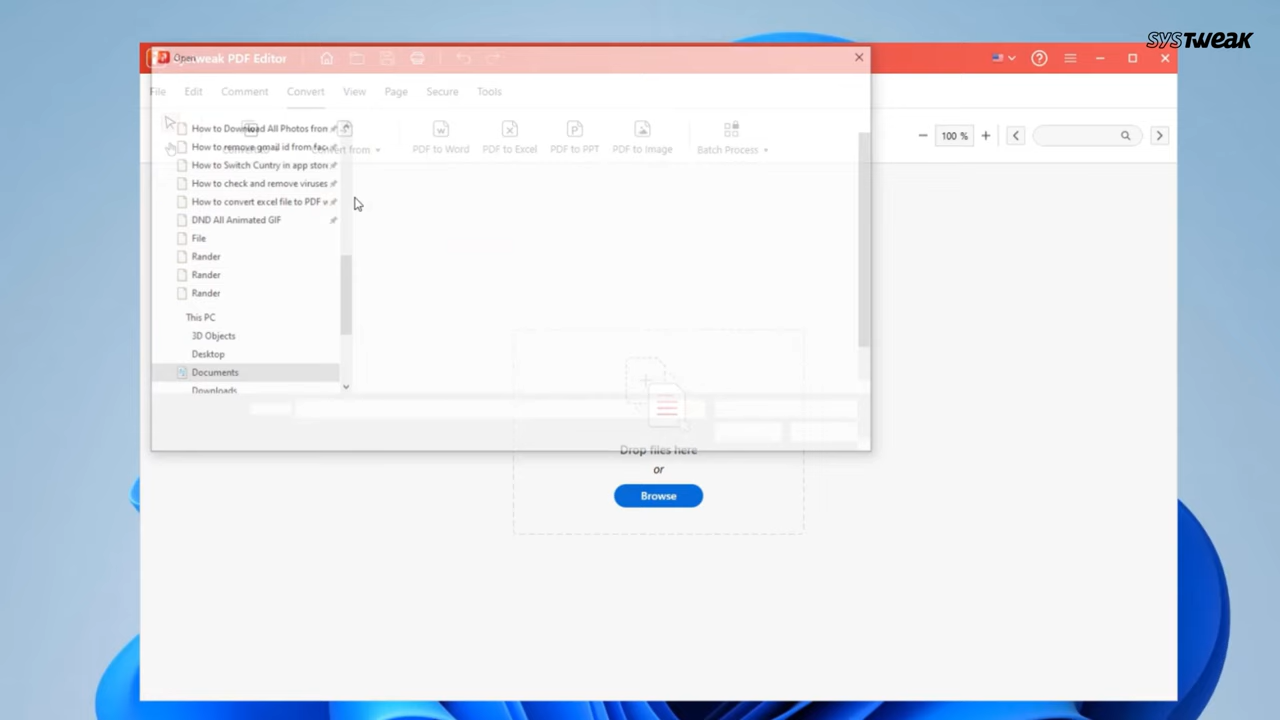 SYSTWEAK
Open
Systweak PDF Editor
File Edit Comment Convert View Page Secure Tools
How to Download All Photos fron
How to remove gmail id from fac
How to Switch Cuntry in app store
How to check and remove viruses
How to convert excel file to PDF w
DND All Animated GIF
File
Rander
Rander
Rander
This PC
3D Objects
Desktop
Documents
Downloads
PDF to Word PDF to Excel PDF to PPT PDF to Image Batch Process
100 %
Drop files here
or
Browse